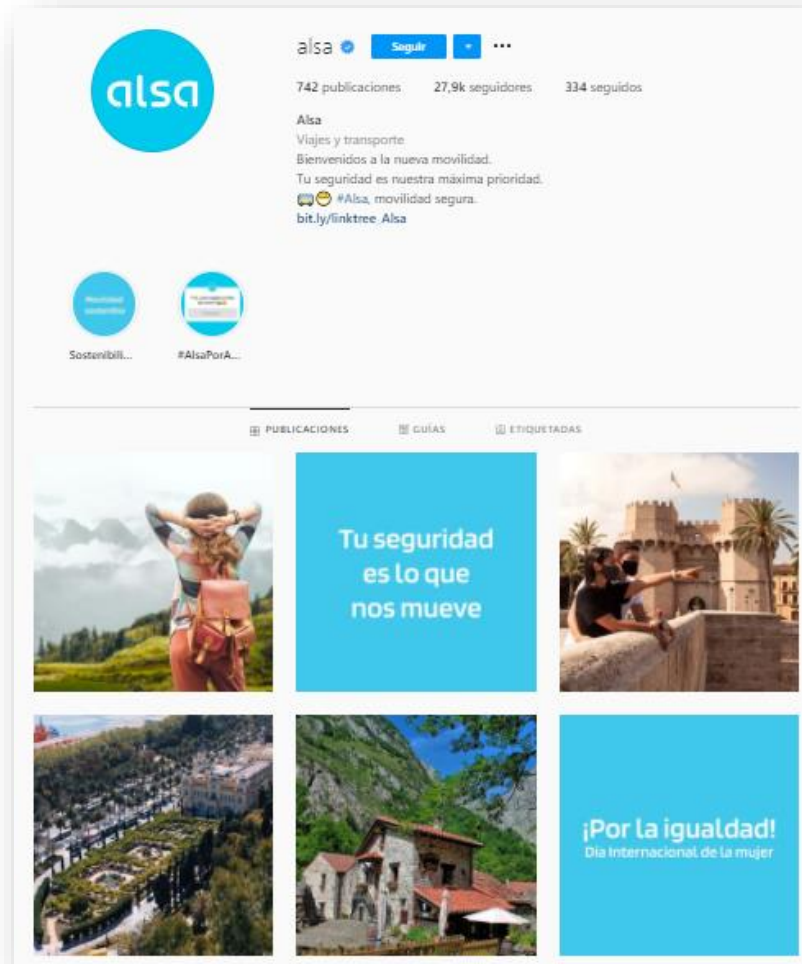 alsa
alsa Seguir
742 publicaciones 27,9k seguidores 334 seguidos
Alsa
Viajes y transporte
Bienvenidos a la nueva movilidad.
Tu seguridad es nuestra máxima prioridad.
#Alsa, movilidad segura.
bit.ly/linktree_Alsa
Movilidad
sostenible
Sostenibili... #AlsaPorA...
PUBLICACIONES GUÍAS ETIQUETADAS
Tu seguridad
es lo que
nos mueve
¡Por la igualdad!
Día Internacional de la mujer